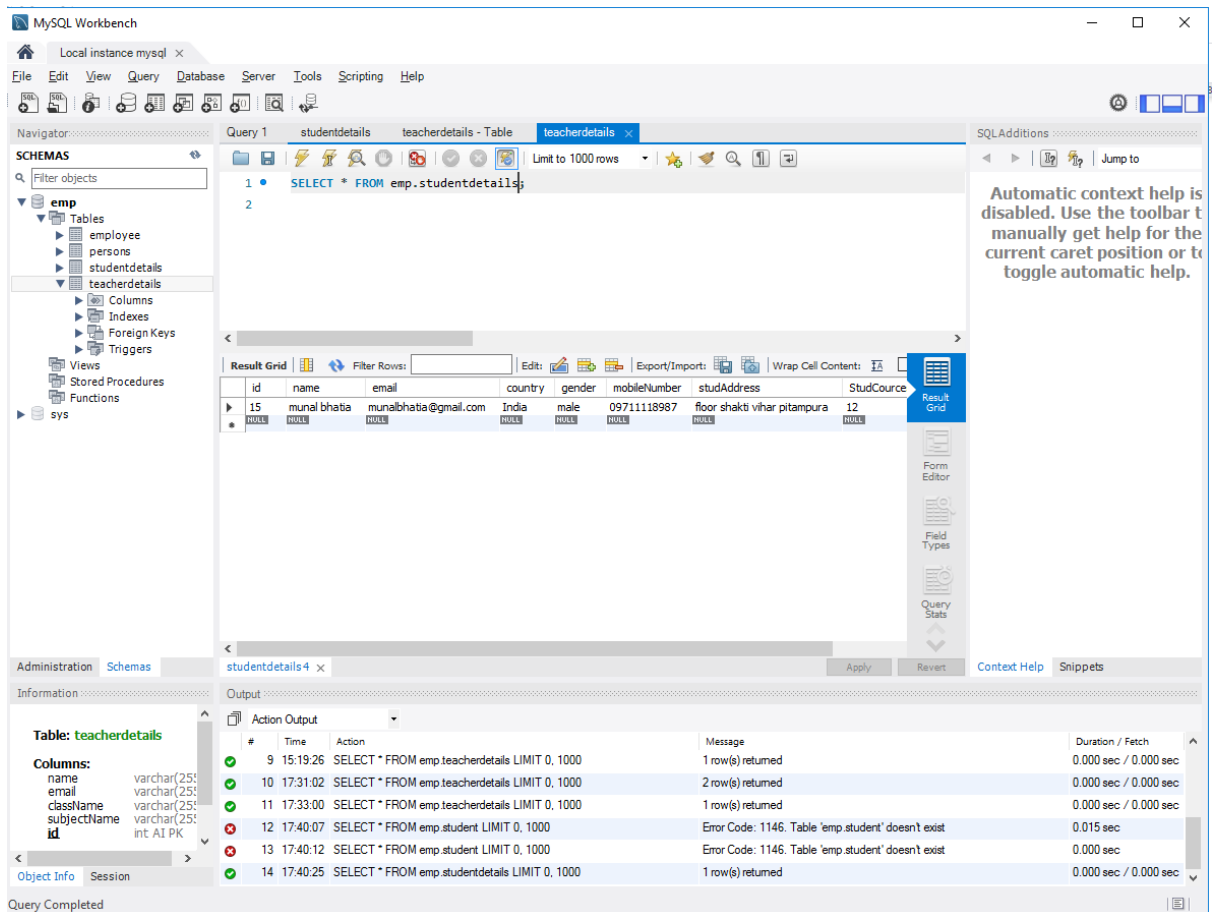 MySQL Workbench
Local instance mysql
File Edit View Query Database Server Tools Scripting Help
Navigator
SCHEMAS
Filter objects
emp
Tables
employee
persons
studentdetails
teacherdetails
Columns
Indexes
Foreign Keys
Triggers
Views
Stored Procedures
Functions
sys
Administration Schemas
Query 1 studentdetails teacherdetails - Table teacherdetails
Limit to 1000 rows
1 SELECT * FROM emp.studentdetails;
2
Result Grid Filter Rows: Edit: Export/Import: Wrap Cell Content:
id name email country gender mobileNumber studAddress StudCource
15 munal bhatia munalbhatia@gmail.com India male 09711118987 floor shakti vihar pitampura 12
NULL NULL NULL NULL NULL NULL NULL NULL
Result
Grid
Form
Editor
Field
Types
Query
Stats
studentdetails 4 Apply Revert
SQLAdditions
Jump to
Automatic context help is
disabled. Use the toolbar t
manually get help for the
current caret position or to
toggle automatic help.
Context Help Snippets
Information
Table: teacherdetails
Columns:
name varchar(255
email varchar(255
className varchar(255
subjectName varchar(255
id int AI PK
Object Info Session
Output
Action Output
# Time Action Message Duration / Fetch
9 15:19:26 SELECT * FROM emp.teacherdetails LIMIT 0, 1000 1 row(s) returned 0.000 sec / 0.000 sec
10 17:31:02 SELECT * FROM emp.teacherdetails LIMIT 0, 1000 2 row(s) returned 0.000 sec / 0.000 sec
11 17:33:00 SELECT * FROM emp.teacherdetails LIMIT 0, 1000 1 row(s) returned 0.000 sec / 0.000 sec
12 17:40:07 SELECT * FROM emp.student LIMIT 0, 1000 Error Code: 1146. Table 'emp.student' doesn't exist 0.015 sec
13 17:40:12 SELECT * FROM emp.student LIMIT 0, 1000 Error Code: 1146. Table 'emp.student' doesn't exist 0.000 sec
14 17:40:25 SELECT * FROM emp.studentdetails LIMIT 0, 1000 1 row(s) returned 0.000 sec / 0.000 sec
Query Completed